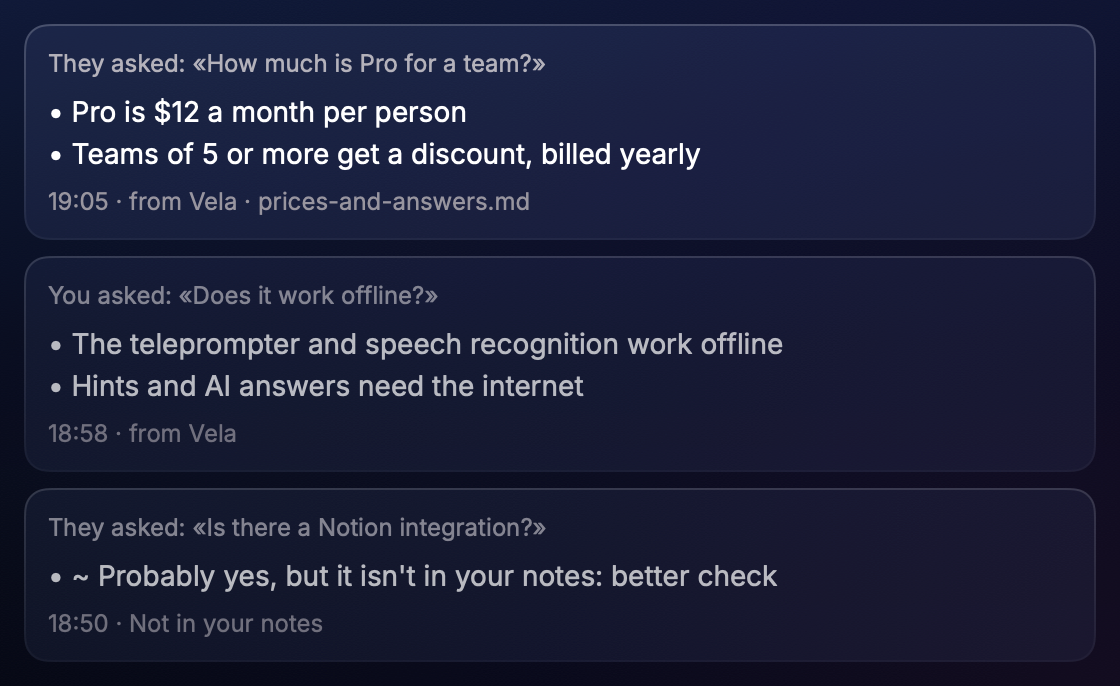 They asked: «How much is Pro for a team?»
• Pro is $12 a month per person
• Teams of 5 or more get a discount, billed yearly
19:05 · from Vela · prices-and-answers.md
You asked: «Does it work offline?»
• The teleprompter and speech recognition work offline
• Hints and AI answers need the internet
18:58 · from Vela
They asked: «Is there a Notion integration?»
• ~ Probably yes, but it isn't in your notes: better check
18:50 · Not in your notes